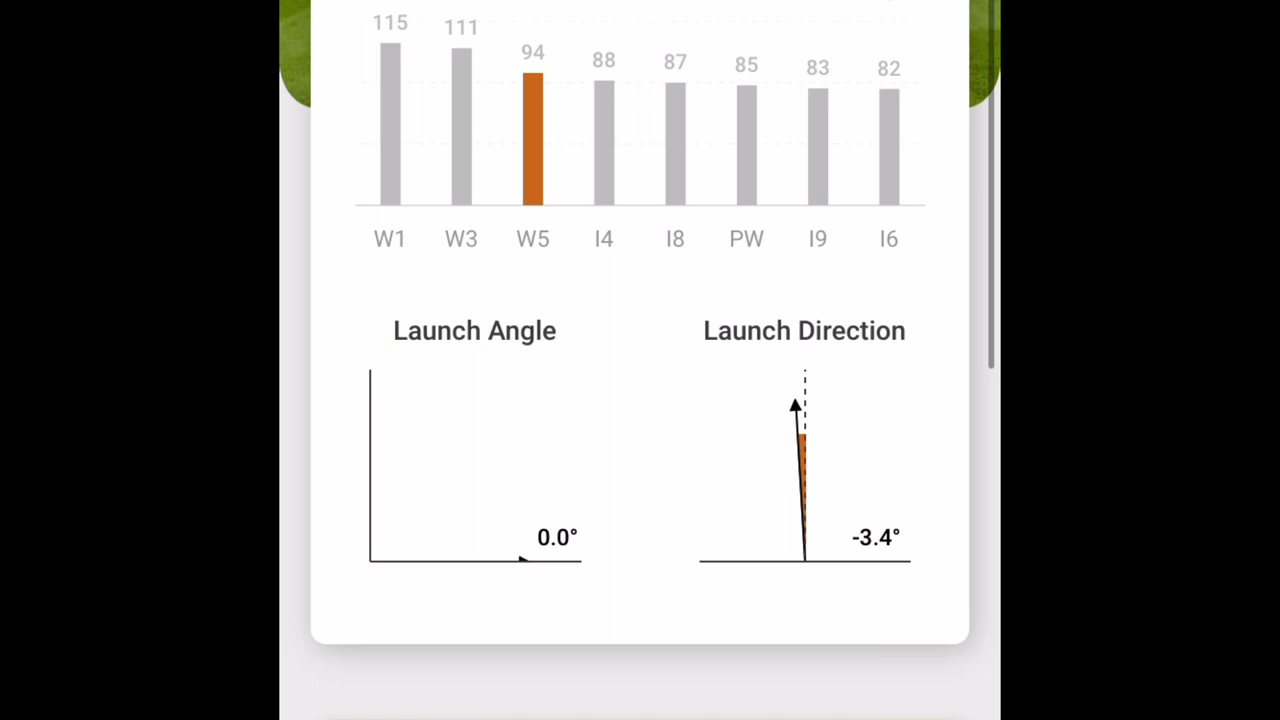 115 111 94 88 87 85 83 82
W1 W3 W5 I4 I8 PW I9 I6
Launch Angle Launch Direction
0.0° -3.4°